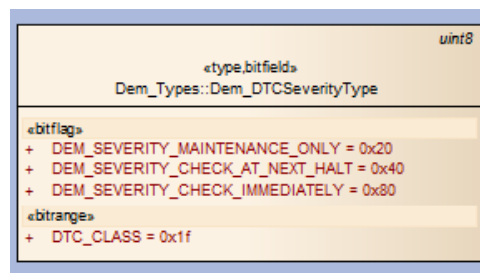 uint8
«type,bitfield»
Dem_Types::Dem_DTCSeverityType
«bitflag»
+ DEM_SEVERITY_MAINTENANCE_ONLY = 0x20
+ DEM_SEVERITY_CHECK_AT_NEXT_HALT = 0x40
+ DEM_SEVERITY_CHECK_IMMEDIATELY = 0x80
«bitrange»
+ DTC_CLASS = 0x1f